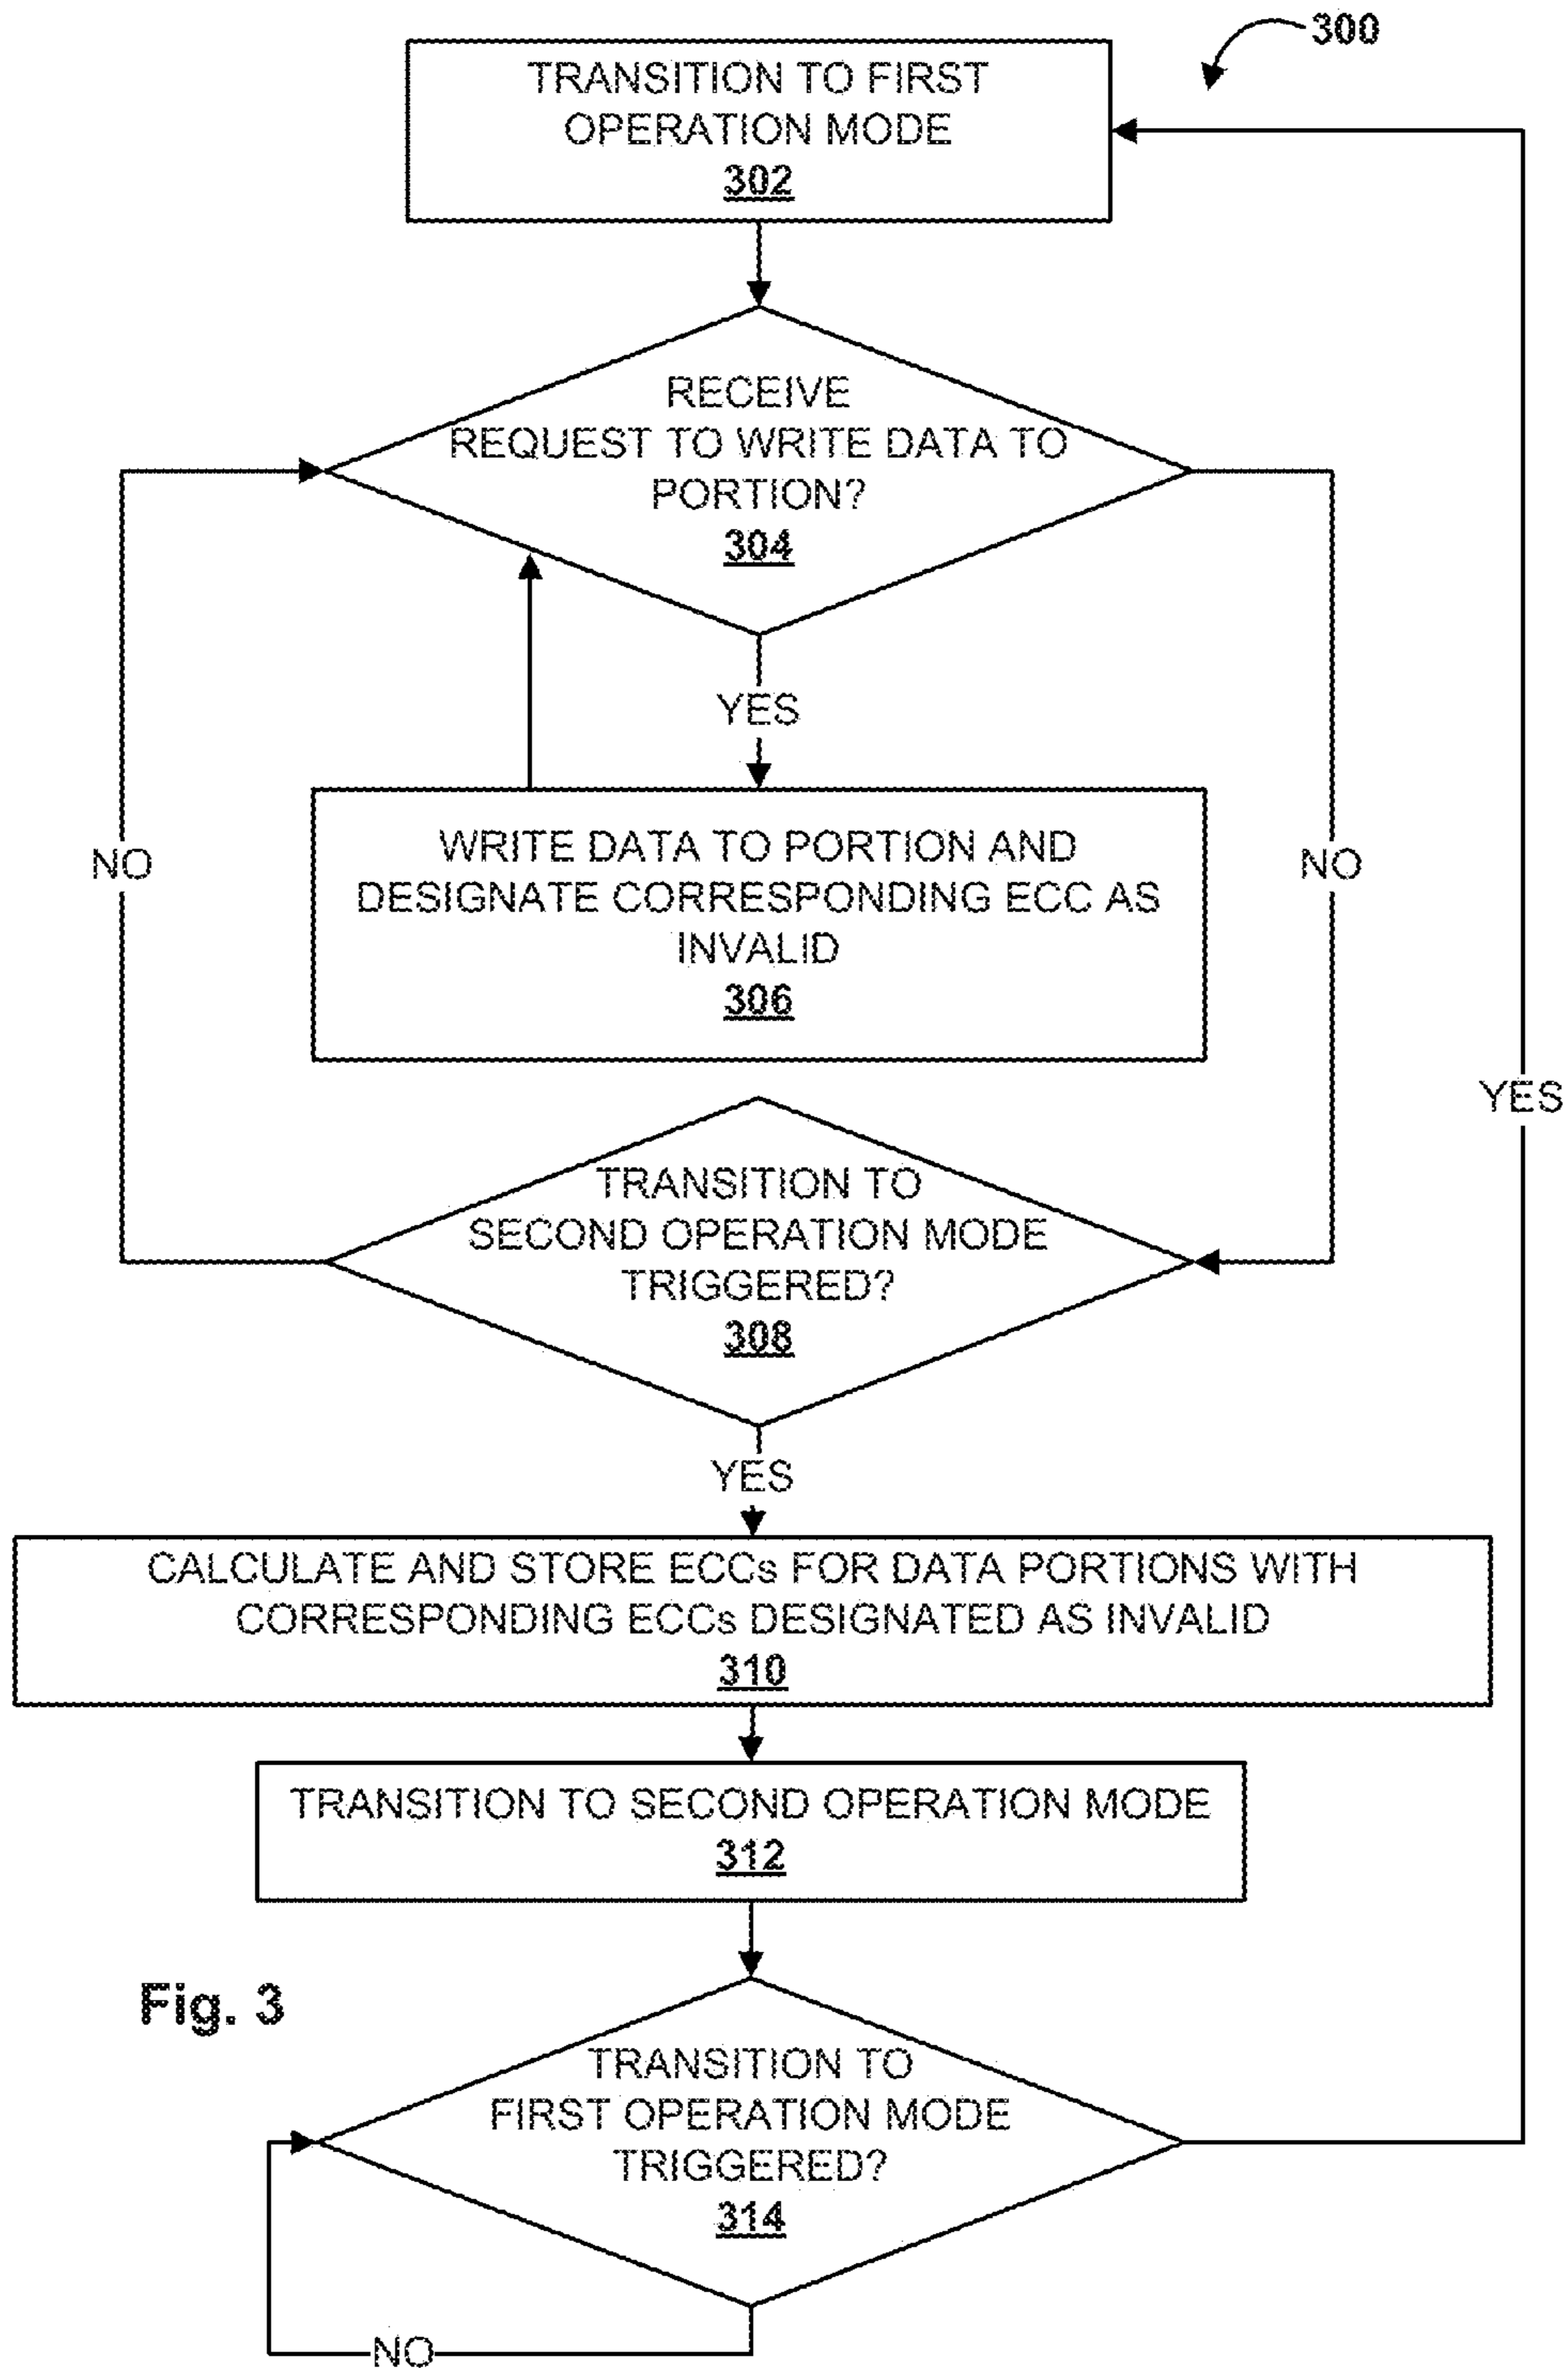 300
TRANSITION TO FIRST
OPERATION MODE
302
RECEIVE
REQUEST TO WRITE DATA TO
PORTION?
304
YES
WRITE DATA TO PORTION AND
DESIGNATE CORRESPONDING ECC AS
INVALID
306
NO
NO
YES
TRANSITION TO
SECOND OPERATION MODE
TRIGGERED?
308
YES
CALCULATE AND STORE ECCs FOR DATA PORTIONS WITH
CORRESPONDING ECCs DESIGNATED AS INVALID
310
TRANSITION TO SECOND OPERATION MODE
312
Fig. 3
TRANSITION TO
FIRST OPERATION MODE
TRIGGERED?
314
NO